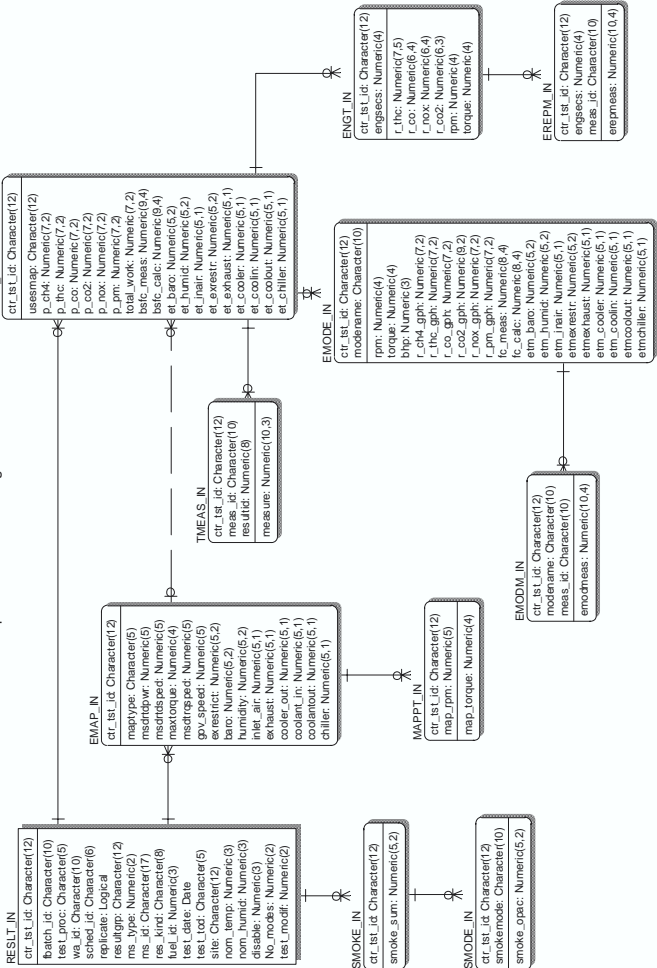 RESLT_IN
ctr_tst_id: Character(12)
fbatch_id: Character(10)
test_proc: Character(5)
wa_id: Character(10)
sched_id: Character(6)
replicate: Logical
resultgrp: Character(12)
ms_type: Numeric(2)
ms_id: Character(17)
res_kind: Character(8)
fuel_id: Numeric(3)
test_date: Date
test_tod: Character(5)
site: Character(12)
nom_temp: Numeric(3)
nom_humid: Numeric(3)
disable: Numeric(3)
No_modes: Numeric(2)
test_modif: Numeric(2)
SMOKE_IN
ctr_tst_id: Character(12)
smoke_sum: Numeric(5,2)
SMODE_IN
ctr_tst_id: Character(12)
smokemode: Character(10)
smoke_opac: Numeric(5,2)
EMAP_IN
ctr_tst_id: Character(12)
maptype: Character(5)
msdrtdpwr: Numeric(5)
msdrtdsped: Numeric(5)
maxtorque: Numeric(4)
msdtrqsped: Numeric(5)
gov_speed: Numeric(5)
exrestrict: Numeric(5,2)
baro: Numeric(5,2)
humidity: Numeric(5,2)
inlet_air: Numeric(5,1)
exhaust: Numeric(5,1)
cooler_out: Numeric(5,1)
coolant_in: Numeric(5,1)
coolantout: Numeric(5,1)
chiller: Numeric(5,1)
MAPPT_IN
ctr_tst_id: Character(12)
map_rpm: Numeric(5)
map_torque: Numeric(4)
TMEAS_IN
ctr_tst_id: Character(12)
meas_id: Character(10)
resultid: Numeric(8)
measure: Numeric(10,3)
EMODM_IN
ctr_tst_id: Character(12)
modename: Character(10)
meas_id: Character(10)
emodmeas: Numeric(10,4)
ctr_tst_id: Character(12)
usesmap: Character(12)
p_ch4: Numeric(7,2)
p_thc: Numeric(7,2)
p_co: Numeric(7,2)
p_co2: Numeric(7,2)
p_nox: Numeric(7,2)
p_pm: Numeric(7,2)
total_work: Numeric(7,2)
bsfc_meas: Numeric(9,4)
bsfc_calc: Numeric(9,4)
et_baro: Numeric(5,2)
et_humid: Numeric(5,2)
et_inair: Numeric(5,1)
et_exrestr: Numeric(5,2)
et_exhaust: Numeric(5,1)
et_cooler: Numeric(5,1)
et_coolin: Numeric(5,1)
et_coolout: Numeric(5,1)
et_chiller: Numeric(5,1)
EMODE_IN
ctr_tst_id: Character(12)
modename: Character(10)
rpm: Numeric(4)
torque: Numeric(4)
bhp: Numeric(3)
r_ch4_gph: Numeric(7,2)
r_thc_gph: Numeric(7,2)
r_co_gph: Numeric(7,2)
r_co2_gph: Numeric(9,2)
r_nox_gph: Numeric(7,2)
r_pm_gph: Numeric(7,2)
fc_meas: Numeric(8,4)
fc_calc: Numeric(8,4)
etm_baro: Numeric(5,2)
etm_humid: Numeric(5,2)
etm_inair: Numeric(5,1)
etmexrestr: Numeric(5,2)
etmexhaust: Numeric(5,1)
etm_cooler: Numeric(5,1)
etm_coolin: Numeric(5,1)
etmcoolout: Numeric(5,1)
etmchiller: Numeric(5,1)
ENGT_IN
ctr_tst_id: Character(12)
engsecs: Numeric(4)
r_thc: Numeric(7,5)
r_co: Numeric(6,4)
r_nox: Numeric(6,4)
r_co2: Numeric(6,3)
rpm: Numeric(4)
torque: Numeric(4)
EREPM_IN
ctr_tst_id: Character(12)
engsecs: Numeric(4)
meas_id: Character(10)
erepmeas: Numeric(10,4)